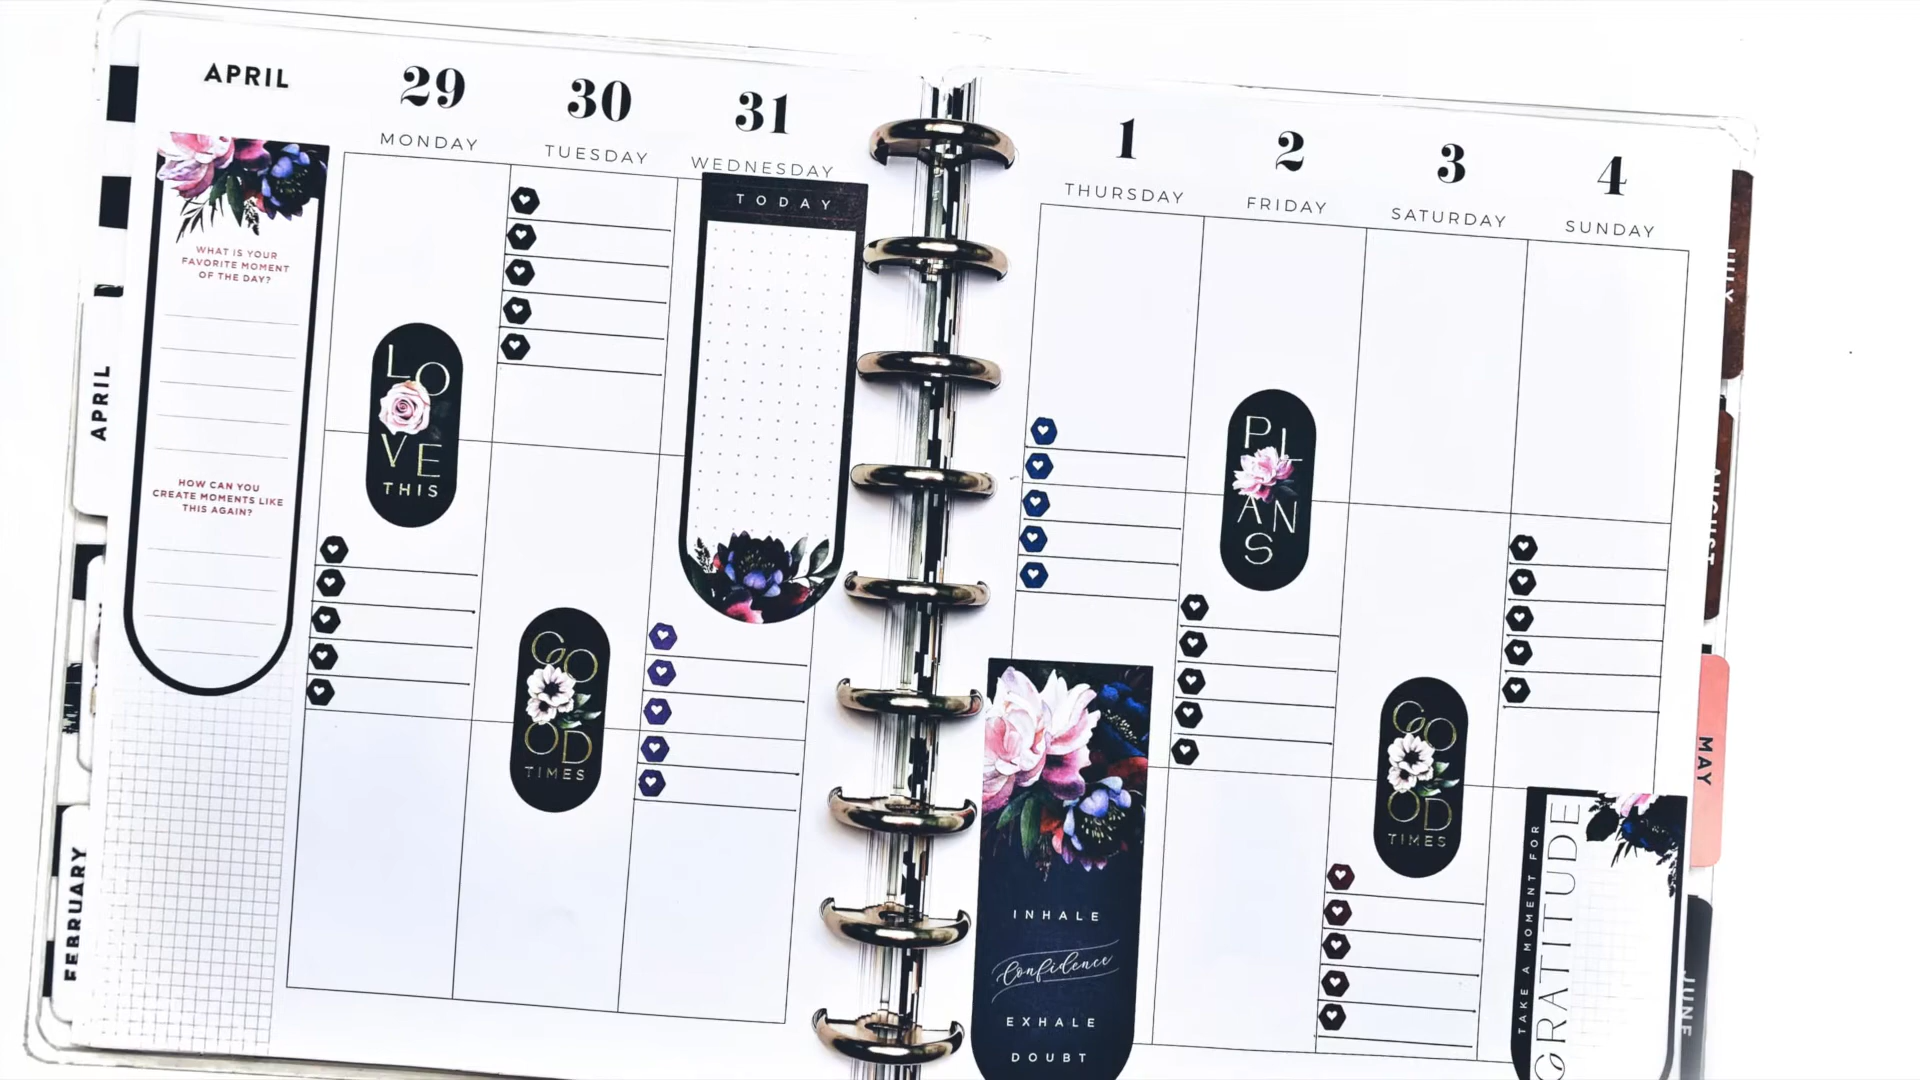 APRIL
29
MONDAY
30
TUESDAY
31
WEDNESDAY
1
THURSDAY
2
FRIDAY
3
SATURDAY
4
SUNDAY
WHAT IS YOUR
FAVORITE MOMENT
OF THE DAY?
HOW CAN YOU
CREATE MOMENTS LIKE
THIS AGAIN?
LO
VE
THIS
GO
OD
TIMES
TODAY
INHALE
Confidence
EXHALE
DOUBT
PL
AN
S
GO
OD
TIMES
TAKE A MOMENT FOR
GRATITUDE
APRIL
FEBRUARY
JULY
AUGUST
MAY
JUNE